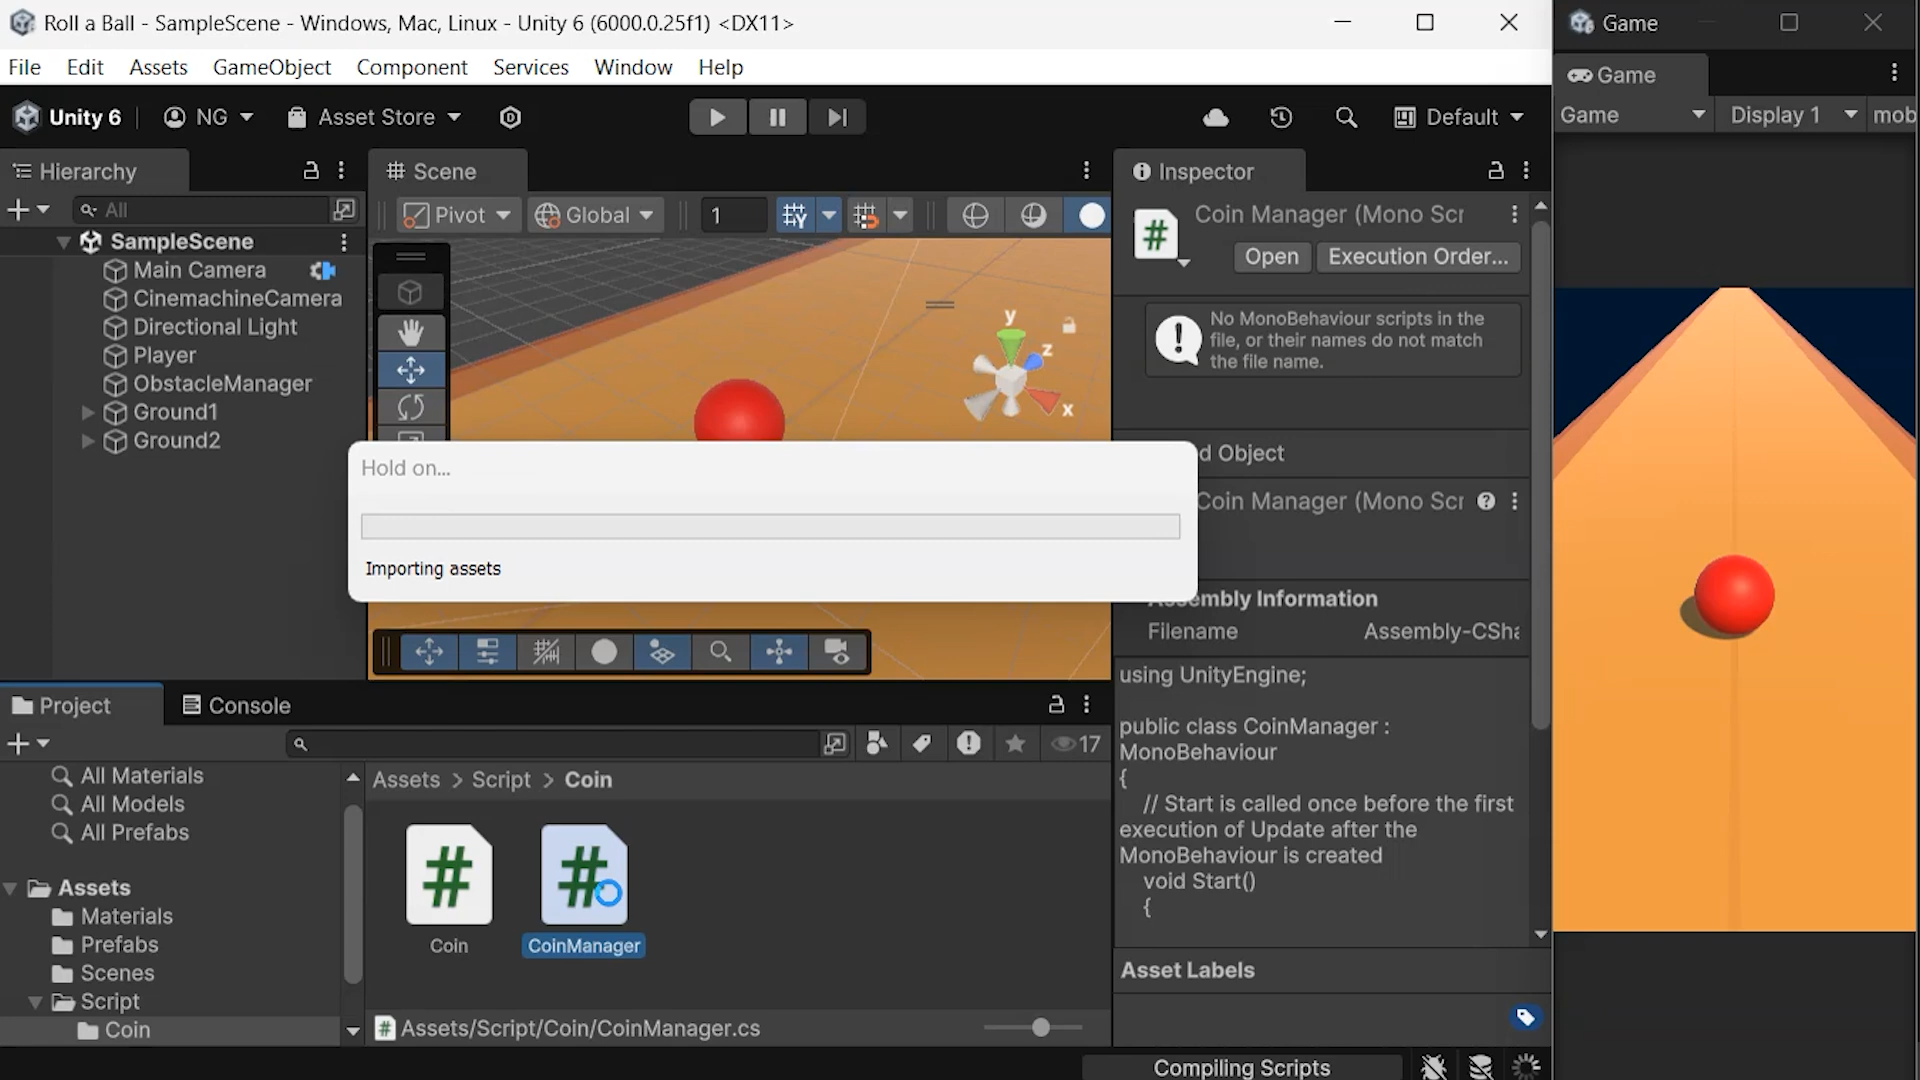 Roll a Ball - SampleScene - Windows, Mac, Linux - Unity 6 (6000.0.25f1) <DX11>
File Edit Assets GameObject Component Services Window Help
Unity 6 NG Asset Store Default
Hierarchy
All
SampleScene
Main Camera
CinemachineCamera
Directional Light
Player
ObstacleManager
Ground1
Ground2
Scene
Pivot Global 1
y
z
x
Hold on...
Importing assets
Inspector
Coin Manager (Mono Scr
Open Execution Order...
No MonoBehaviour scripts in the
file, or their names do not match
the file name.
d Object
Coin Manager (Mono Scr
Assembly Information
Filename Assembly-CSha
using UnityEngine;
public class CoinManager :
MonoBehaviour
{
// Start is called once before the first
execution of Update after the
MonoBehaviour is created
void Start()
{
Asset Labels
Project Console
17
All Materials
All Models
All Prefabs
Assets
Materials
Prefabs
Scenes
Script
Coin
Assets > Script > Coin
Coin
CoinManager
Assets/Script/Coin/CoinManager.cs
Compiling Scripts
Game
Game
Game Display 1 mob